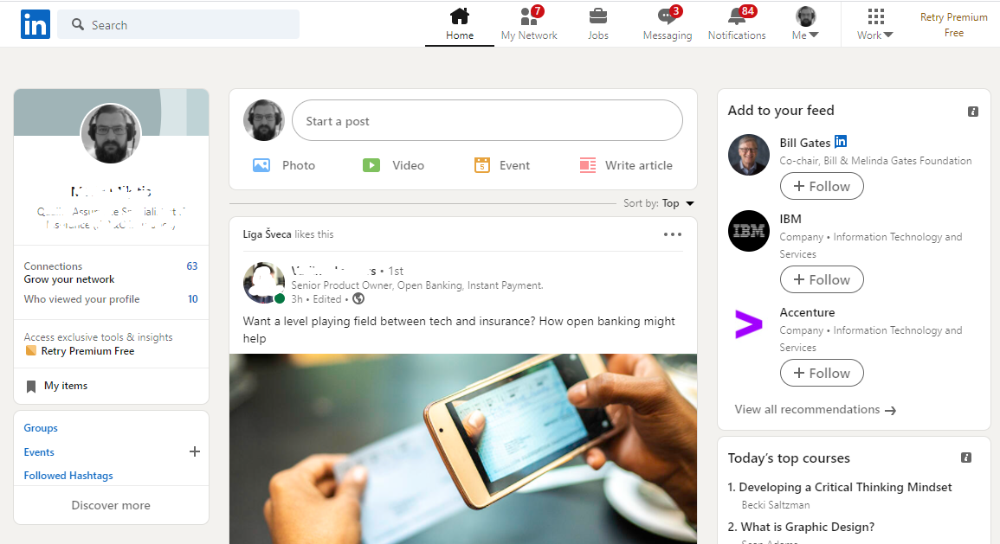 in
Search
Home
7
My Network
Jobs
3
Messaging
84
Notifications
Me
Work
Retry Premium
Free
Connections 63
Grow your network
Who viewed your profile 10
Access exclusive tools & insights
Retry Premium Free
My items
Groups
Events
Followed Hashtags
Discover more
Start a post
Photo
Video
Event
Write article
Sort by: Top
Līga Šveca likes this
• 1st
Senior Product Owner, Open Banking, Instant Payment.
3h • Edited •
Want a level playing field between tech and insurance? How open banking might
help
Add to your feed
Bill Gates in
Co-chair, Bill & Melinda Gates Foundation
+ Follow
IBM
IBM
Company • Information Technology and
Services
+ Follow
Accenture
Company • Information Technology and
Services
+ Follow
View all recommendations →
Today's top courses
1. Developing a Critical Thinking Mindset
Becki Saltzman
2. What is Graphic Design?